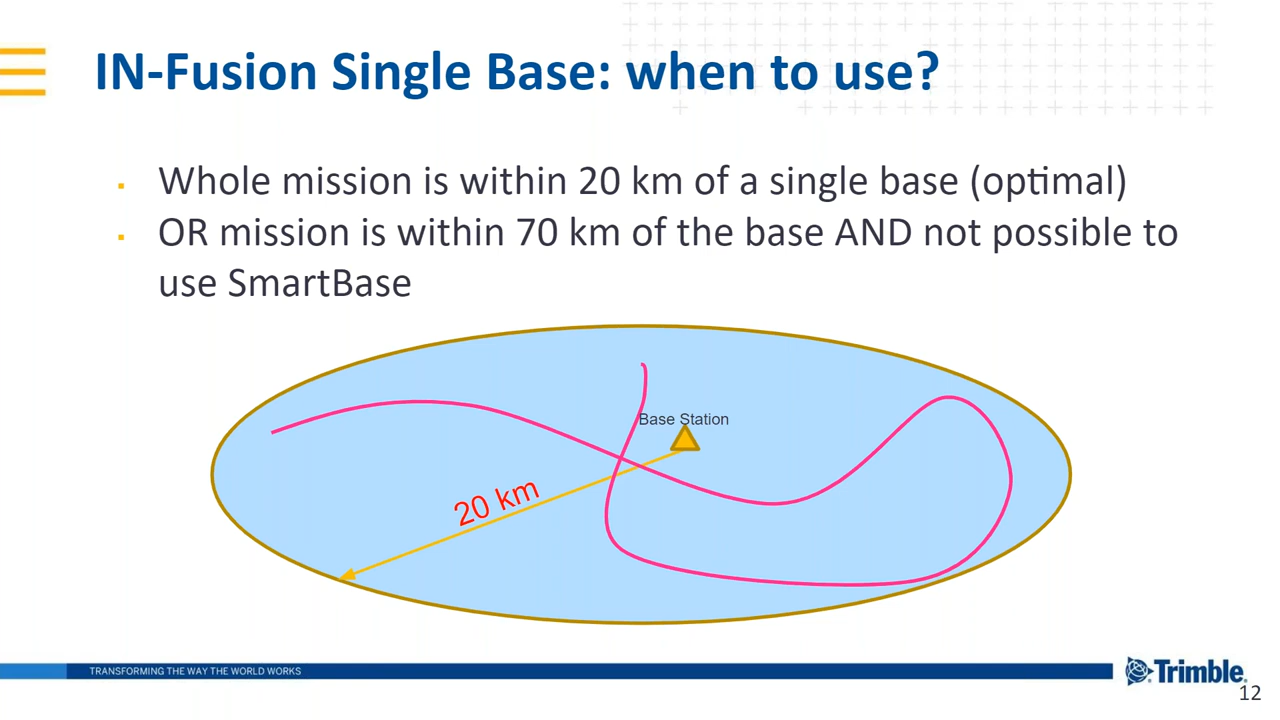 IN-Fusion Single Base: when to use?
▪ Whole mission is within 20 km of a single base (optimal)
▪ OR mission is within 70 km of the base AND not possible to
use SmartBase
Base Station
20 km
TRANSFORMING THE WAY THE WORLD WORKS
Trimble.
12